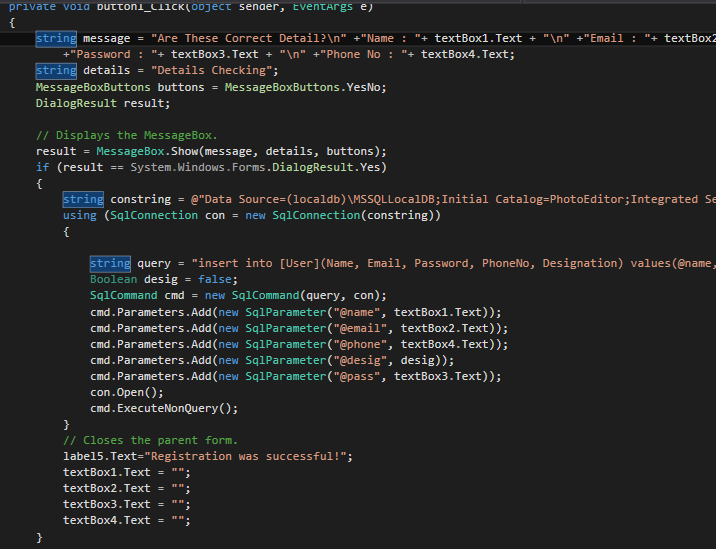 private void button1_Click(object sender, EventArgs e)
{
string message = "Are These Correct Detail?\n" +"Name : "+ textBox1.Text + "\n" +"Email : "+ textBox2
+"Password : "+ textBox3.Text + "\n" +"Phone No : "+ textBox4.Text;
string details = "Details Checking";
MessageBoxButtons buttons = MessageBoxButtons.YesNo;
DialogResult result;
// Displays the MessageBox.
result = MessageBox.Show(message, details, buttons);
if (result == System.Windows.Forms.DialogResult.Yes)
{
string constring = @"Data Source=(localdb)\MSSQLLocalDB;Initial Catalog=PhotoEditor;Integrated Se
using (SqlConnection con = new SqlConnection(constring))
{
string query = "insert into [User](Name, Email, Password, PhoneNo, Designation) values(@name,
Boolean desig = false;
SqlCommand cmd = new SqlCommand(query, con);
cmd.Parameters.Add(new SqlParameter("@name", textBox1.Text));
cmd.Parameters.Add(new SqlParameter("@email", textBox2.Text));
cmd.Parameters.Add(new SqlParameter("@phone", textBox4.Text));
cmd.Parameters.Add(new SqlParameter("@desig", desig));
cmd.Parameters.Add(new SqlParameter("@pass", textBox3.Text));
con.Open();
cmd.ExecuteNonQuery();
}
// Closes the parent form.
label5.Text="Registration was successful!";
textBox1.Text = "";
textBox2.Text = "";
textBox3.Text = "";
textBox4.Text = "";
}